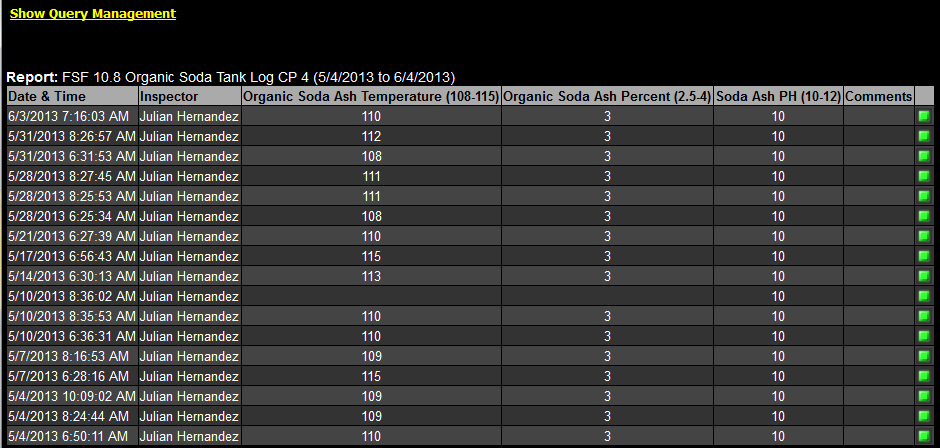 Show Query Management
Report: FSF 10.8 Organic Soda Tank Log CP 4 (5/4/2013 to 6/4/2013)
Date & Time Inspector Organic Soda Ash Temperature (108-115) Organic Soda Ash Percent (2.5-4) Soda Ash PH (10-12) Comments
6/3/2013 7:16:03 AM Julian Hernandez 110 3 10
5/31/2013 8:26:57 AM Julian Hernandez 112 3 10
5/31/2013 6:31:53 AM Julian Hernandez 108 3 10
5/28/2013 8:27:45 AM Julian Hernandez 111 3 10
5/28/2013 8:25:53 AM Julian Hernandez 111 3 10
5/28/2013 6:25:34 AM Julian Hernandez 108 3 10
5/21/2013 6:27:39 AM Julian Hernandez 110 3 10
5/17/2013 6:56:43 AM Julian Hernandez 115 3 10
5/14/2013 6:30:13 AM Julian Hernandez 113 3 10
5/10/2013 8:36:02 AM Julian Hernandez 10
5/10/2013 8:35:53 AM Julian Hernandez 110 3 10
5/10/2013 6:36:31 AM Julian Hernandez 110 3 10
5/7/2013 8:16:53 AM Julian Hernandez 109 3 10
5/7/2013 6:28:16 AM Julian Hernandez 115 3 10
5/4/2013 10:09:02 AM Julian Hernandez 109 3 10
5/4/2013 8:24:44 AM Julian Hernandez 109 3 10
5/4/2013 6:50:11 AM Julian Hernandez 110 3 10